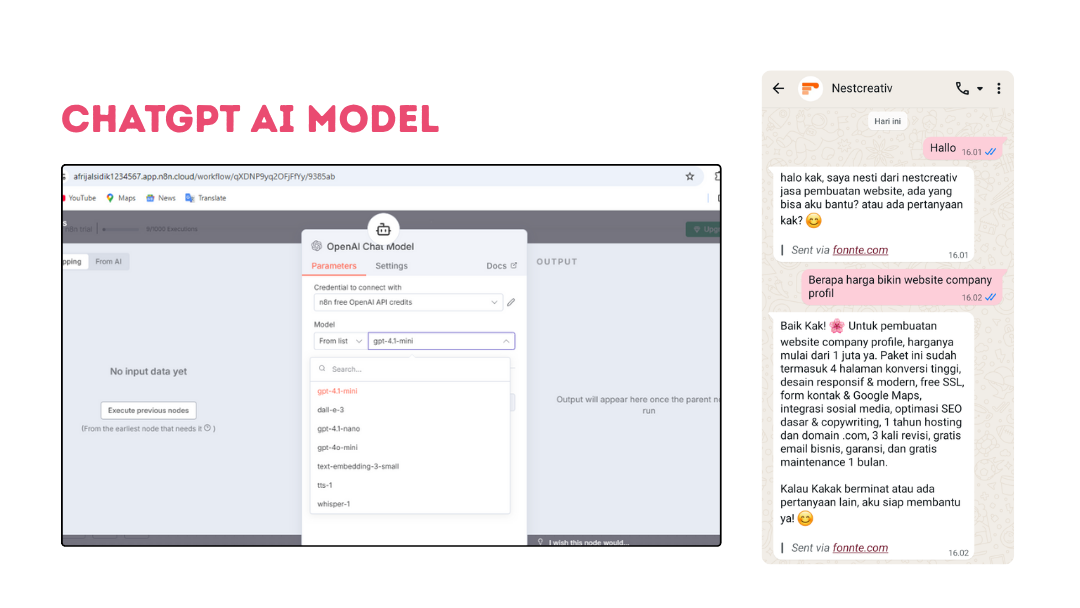 CHATGPT AI MODEL
afrijalsidik1234567.app.n8n.cloud/workflow/qXDNP9yq2OFjFfYy/9385ab
YouTube Maps News Translate
n8n trial Executions
Upgr
pping From AI
OpenAI Chat Model
Parameters Settings Docs
OUTPUT
Credential to connect with
n8n free OpenAI API credits
Model
From list gpt-4.1-mini
Search...
gpt-4.1-mini
dall-e-3
gpt-4.1-nano
gpt-4o-mini
text-embedding-3-small
tts-1
whisper-1
No input data yet
Execute previous nodes
(From the earliest node that needs it )
Output will appear here once the parent n
run
I wish this node would...
Nestcreativ
Hari ini
Hallo 16.01
halo kak, saya nesti dari nestcreativ
jasa pembuatan website, ada yang
bisa aku bantu? atau ada pertanyaan
kak? 😊
| Sent via fonnte.com
16.01
Berapa harga bikin website company
profil 16.02
Baik Kak! 🌸 Untuk pembuatan
website company profile, harganya
mulai dari 1 juta ya. Paket ini sudah
termasuk 4 halaman konversi tinggi,
desain responsif & modern, free SSL,
form kontak & Google Maps,
integrasi sosial media, optimasi SEO
dasar & copywriting, 1 tahun hosting
dan domain .com, 3 kali revisi, gratis
email bisnis, garansi, dan gratis
maintenance 1 bulan.
Kalau Kakak berminat atau ada
pertanyaan lain, aku siap membantu
ya! 😊
| Sent via fonnte.com
16.02